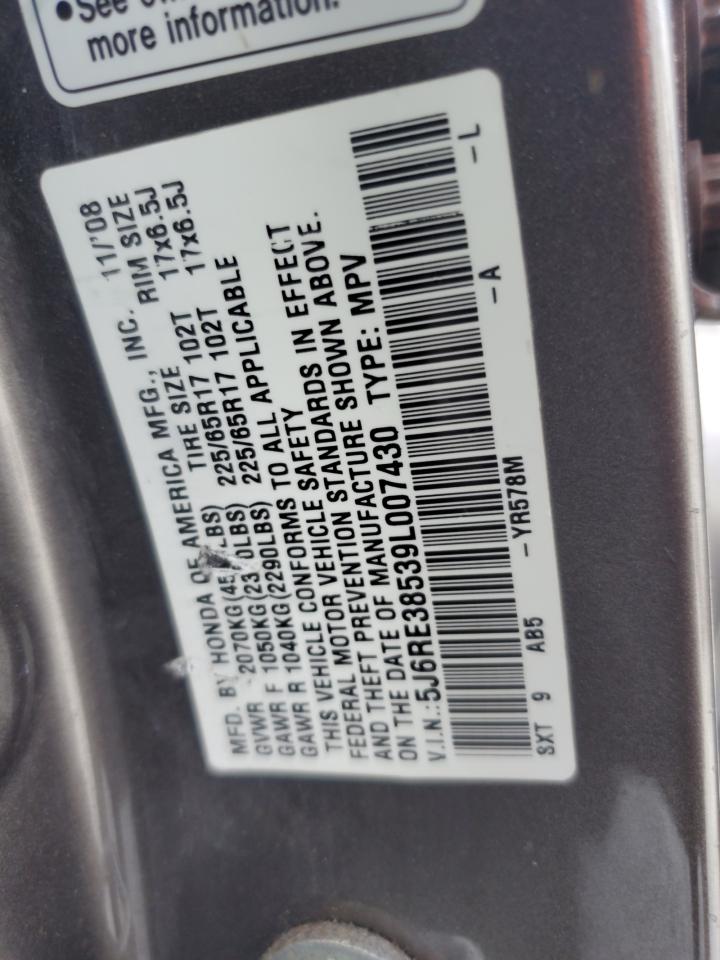 ●See
more information.
MFD. BY HONDA OF AMERICA MFG., INC. 11/'08
GVWR 2070KG(45 LBS) TIRE SIZE RIM SIZE
GAWR F 1050KG(23 0LBS) 225/65R17 102T 17x6.5J
GAWR R 1040KG(2290LBS) 225/65R17 102T 17x6.5J
THIS VEHICLE CONFORMS TO ALL APPLICABLE
FEDERAL MOTOR VEHICLE SAFETY
AND THEFT PREVENTION STANDARDS IN EFFECT
ON THE DATE OF MANUFACTURE SHOWN ABOVE.
V.I.N.:5J6RE38539L007430 TYPE: MPV
SXT 9 AB5 -YR578M -A -L